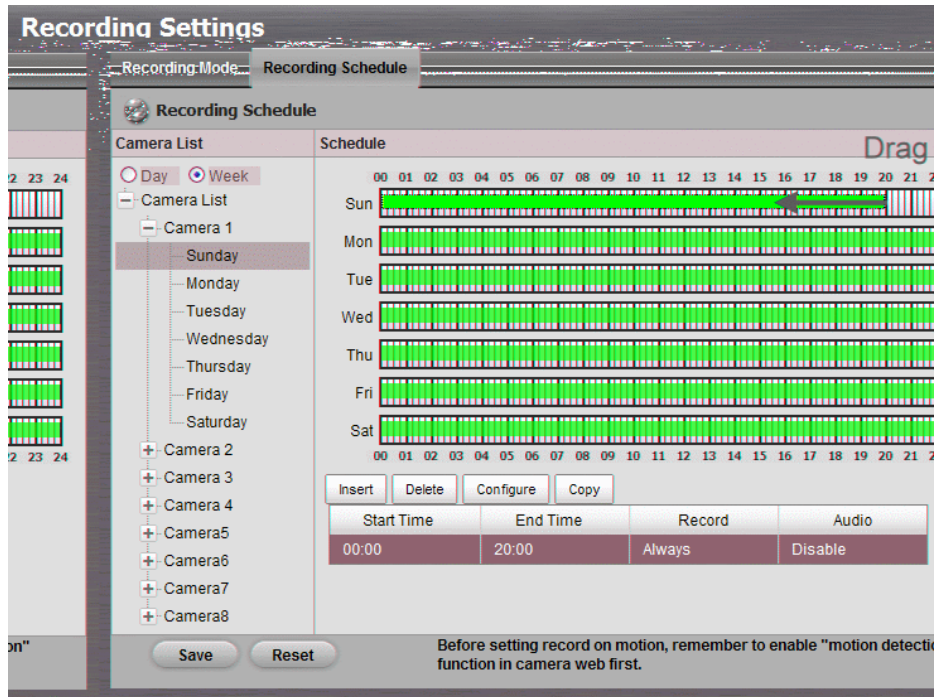 Recording Settings
Recording Mode Recording Schedule
Recording Schedule
Camera List Schedule
Drag
Day Week
22 23 24 00 01 02 03 04 05 06 07 08 09 10 11 12 13 14 15 16 17 18 19 20 21 2
Camera List
Sun
Camera 1
Mon
Sunday
Monday
Tue
Tuesday
Wed
Wednesday
Thu
Thursday
Fri
Friday
Saturday
Sat
22 23 24 00 01 02 03 04 05 06 07 08 09 10 11 12 13 14 15 16 17 18 19 20 21 2
Camera 2
Camera 3
Camera 4
Camera5
Camera6
Camera7
Camera8
Insert Delete Configure Copy
Start Time End Time Record Audio
00:00 20:00 Always Disable
on"
Save Reset
Before setting record on motion, remember to enable "motion detectio
function in camera web first.